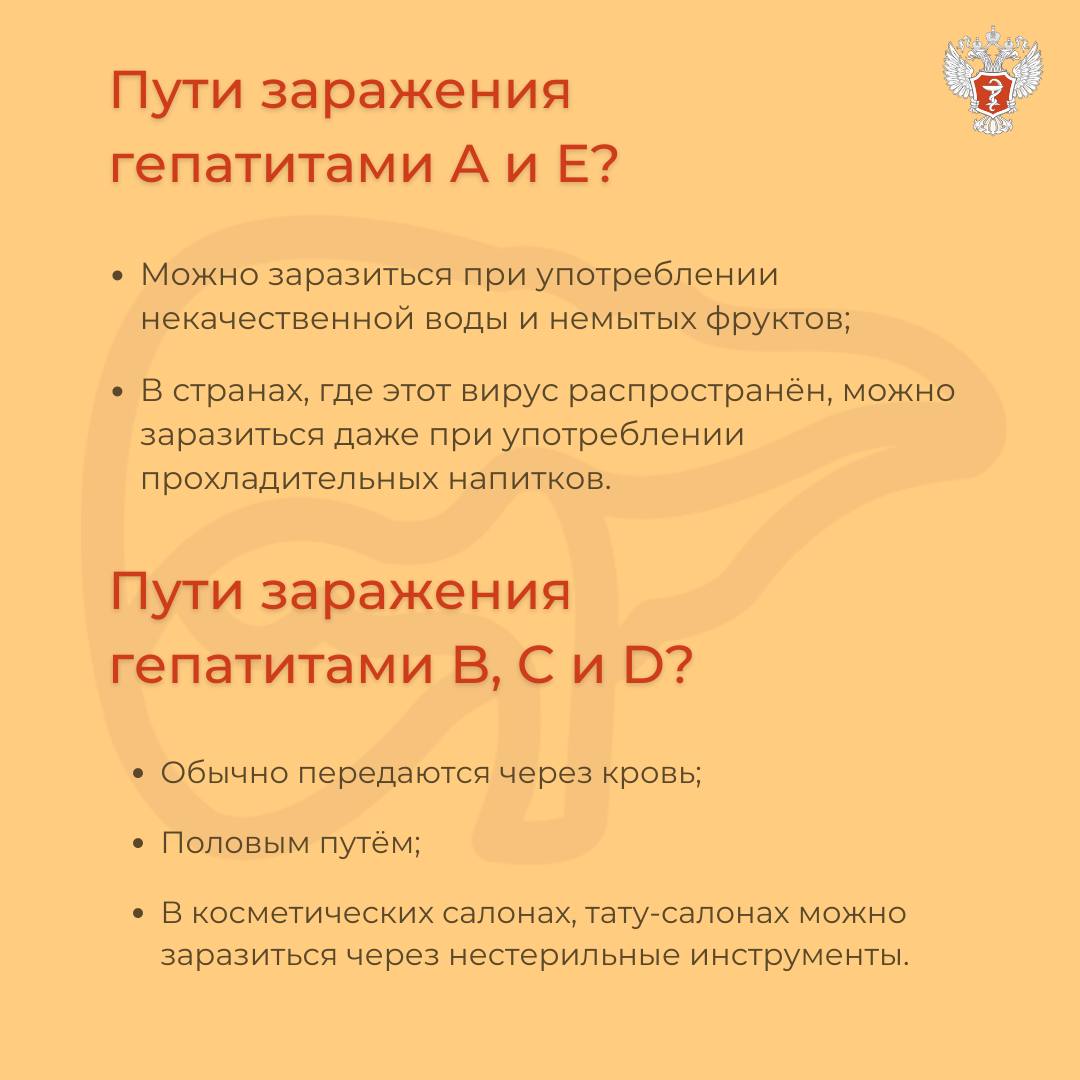 Пути заражения
гепатитами А и Е?
• Можно заразиться при употреблении
некачественной воды и немытых фруктов;
• В странах, где этот вирус распространён, можно
заразиться даже при употреблении
прохладительных напитков.
Пути заражения
гепатитами B, C и D?
• Обычно передаются через кровь;
• Половым путём;
• В косметических салонах, тату-салонах можно
заразиться через нестерильные инструменты.